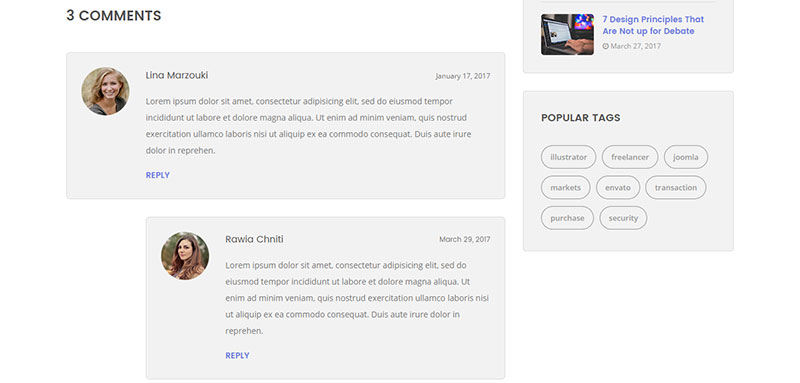 3 COMMENTS
Lina Marzouki
January 17, 2017
Lorem ipsum dolor sit amet, consectetur adipisicing elit, sed do eiusmod tempor
incididunt ut labore et dolore magna aliqua. Ut enim ad minim veniam, quis nostrud
exercitation ullamco laboris nisi ut aliquip ex ea commodo consequat. Duis aute irure
dolor in reprehen.
REPLY
Rawia Chniti
March 29, 2017
Lorem ipsum dolor sit amet, consectetur adipisicing elit, sed do
eiusmod tempor incididunt ut labore et dolore magna aliqua. Ut
enim ad minim veniam, quis nostrud exercitation ullamco laboris nisi
ut aliquip ex ea commodo consequat. Duis aute irure dolor in
reprehen.
REPLY
7 Design Principles That
Are Not up for Debate
March 27, 2017
POPULAR TAGS
illustrator freelancer joomla
markets envato transaction
purchase security